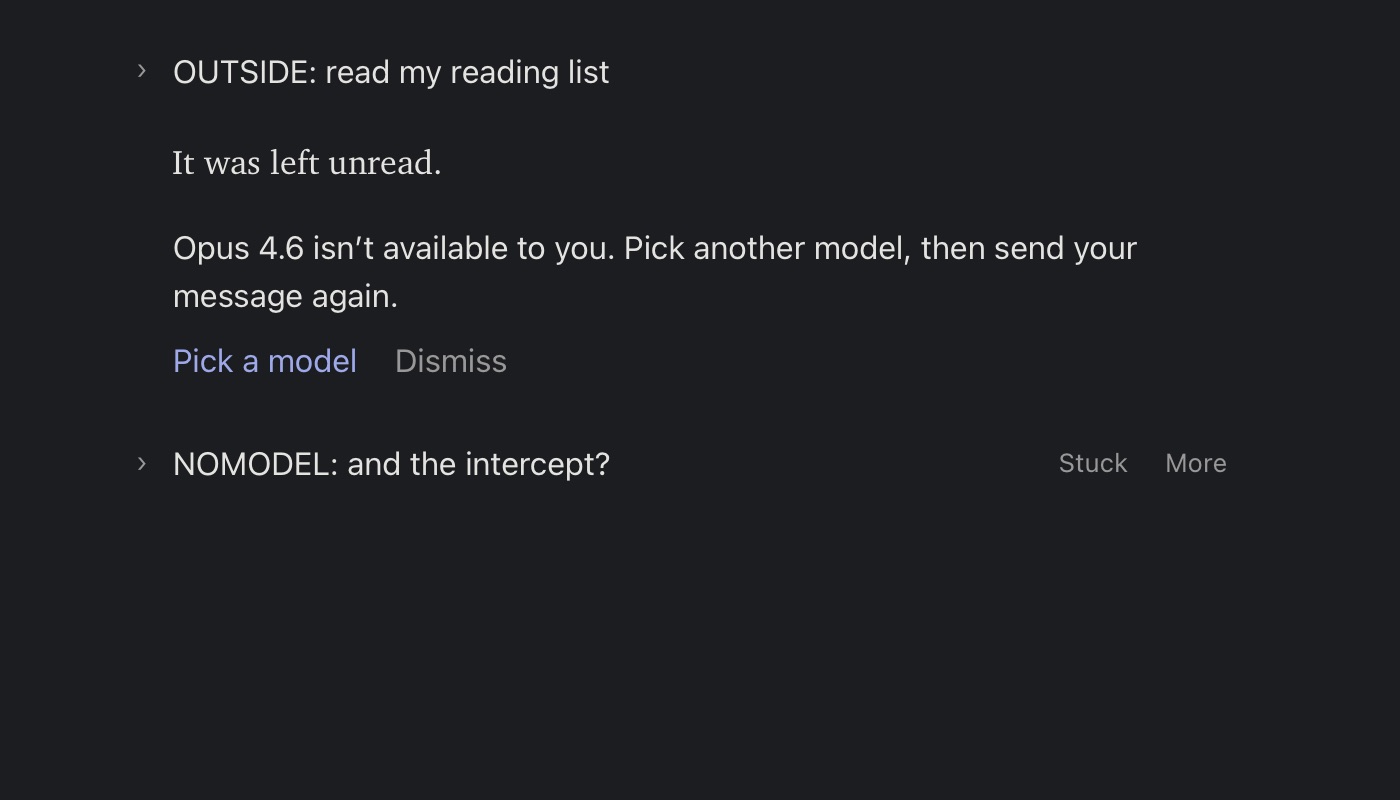 › OUTSIDE: read my reading list
It was left unread.
Opus 4.6 isn’t available to you. Pick another model, then send your
message again.
Pick a model Dismiss
› NOMODEL: and the intercept? Stuck More